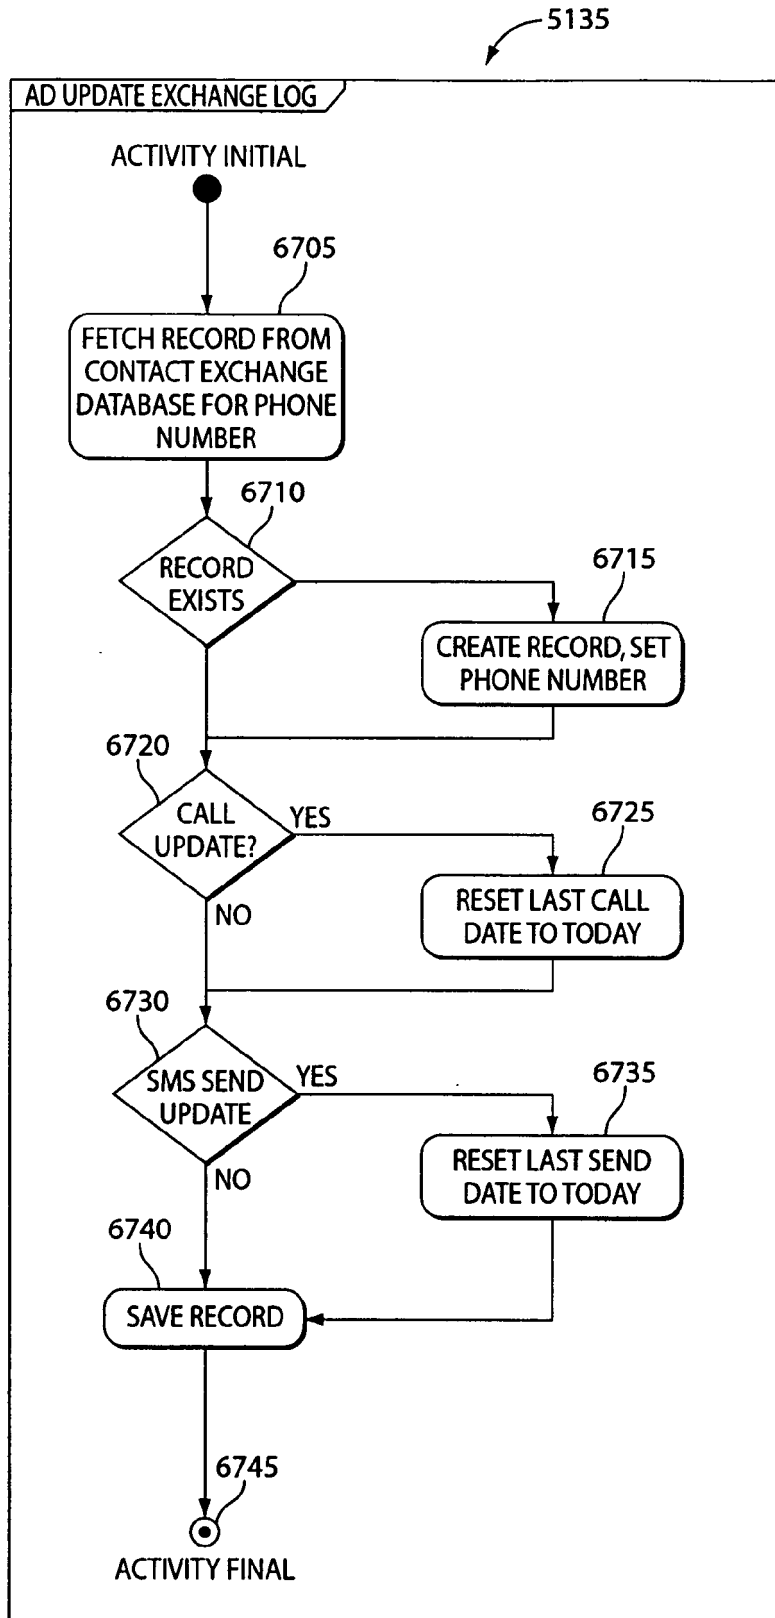 5135
AD UPDATE EXCHANGE LOG
ACTIVITY INITIAL
6705
FETCH RECORD FROM
CONTACT EXCHANGE
DATABASE FOR PHONE
NUMBER
6710
RECORD
EXISTS
6715
CREATE RECORD, SET
PHONE NUMBER
6720
CALL
UPDATE?
YES
NO
6725
RESET LAST CALL
DATE TO TODAY
6730
SMS SEND
UPDATE
YES
NO
6735
RESET LAST SEND
DATE TO TODAY
6740
SAVE RECORD
6745
ACTIVITY FINAL